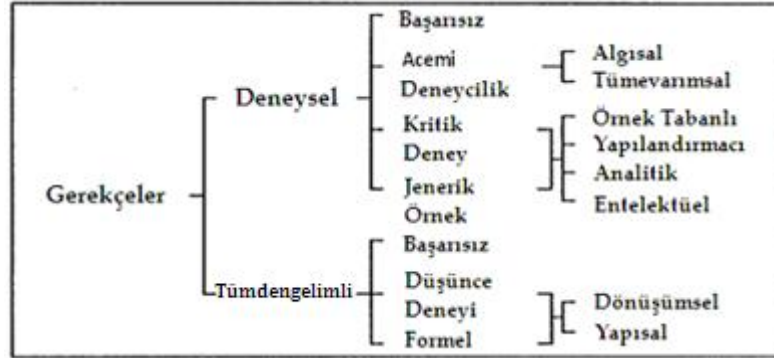 Gerekçeler
Deneysel
Başarısız
Acemi
Deneycilik
Algısal
Tümevarımsal
Kritik
Deney
Jenerik
Örnek
Örnek Tabanlı
Yapılandırmacı
Analitik
Entelektüel
Tümdengelimli
Başarısız
Düşünce
Deneyi
Formel
Dönüşümsel
Yapısal